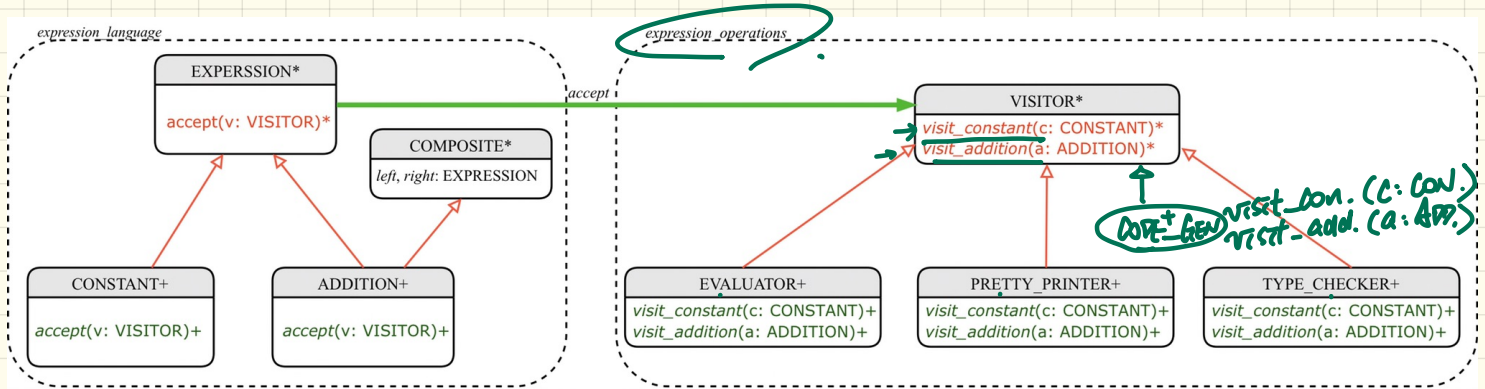 expression_language
EXPERSSION*
accept(v: VISITOR)*
COMPOSITE*
left, right: EXPRESSION
CONSTANT+
accept(v: VISITOR)+
ADDITION+
accept(v: VISITOR)+
accept
expression_operations
VISITOR*
visit_constant(c: CONSTANT)*
visit_addition(a: ADDITION)*
CODE_GEN+
visit_con. (c: CON.)
visit_add. (a: ADD.)
EVALUATOR+
visit_constant(c: CONSTANT)+
visit_addition(a: ADDITION)+
PRETTY_PRINTER+
visit_constant(c: CONSTANT)+
visit_addition(a: ADDITION)+
TYPE_CHECKER+
visit_constant(c: CONSTANT)+
visit_addition(a: ADDITION)+